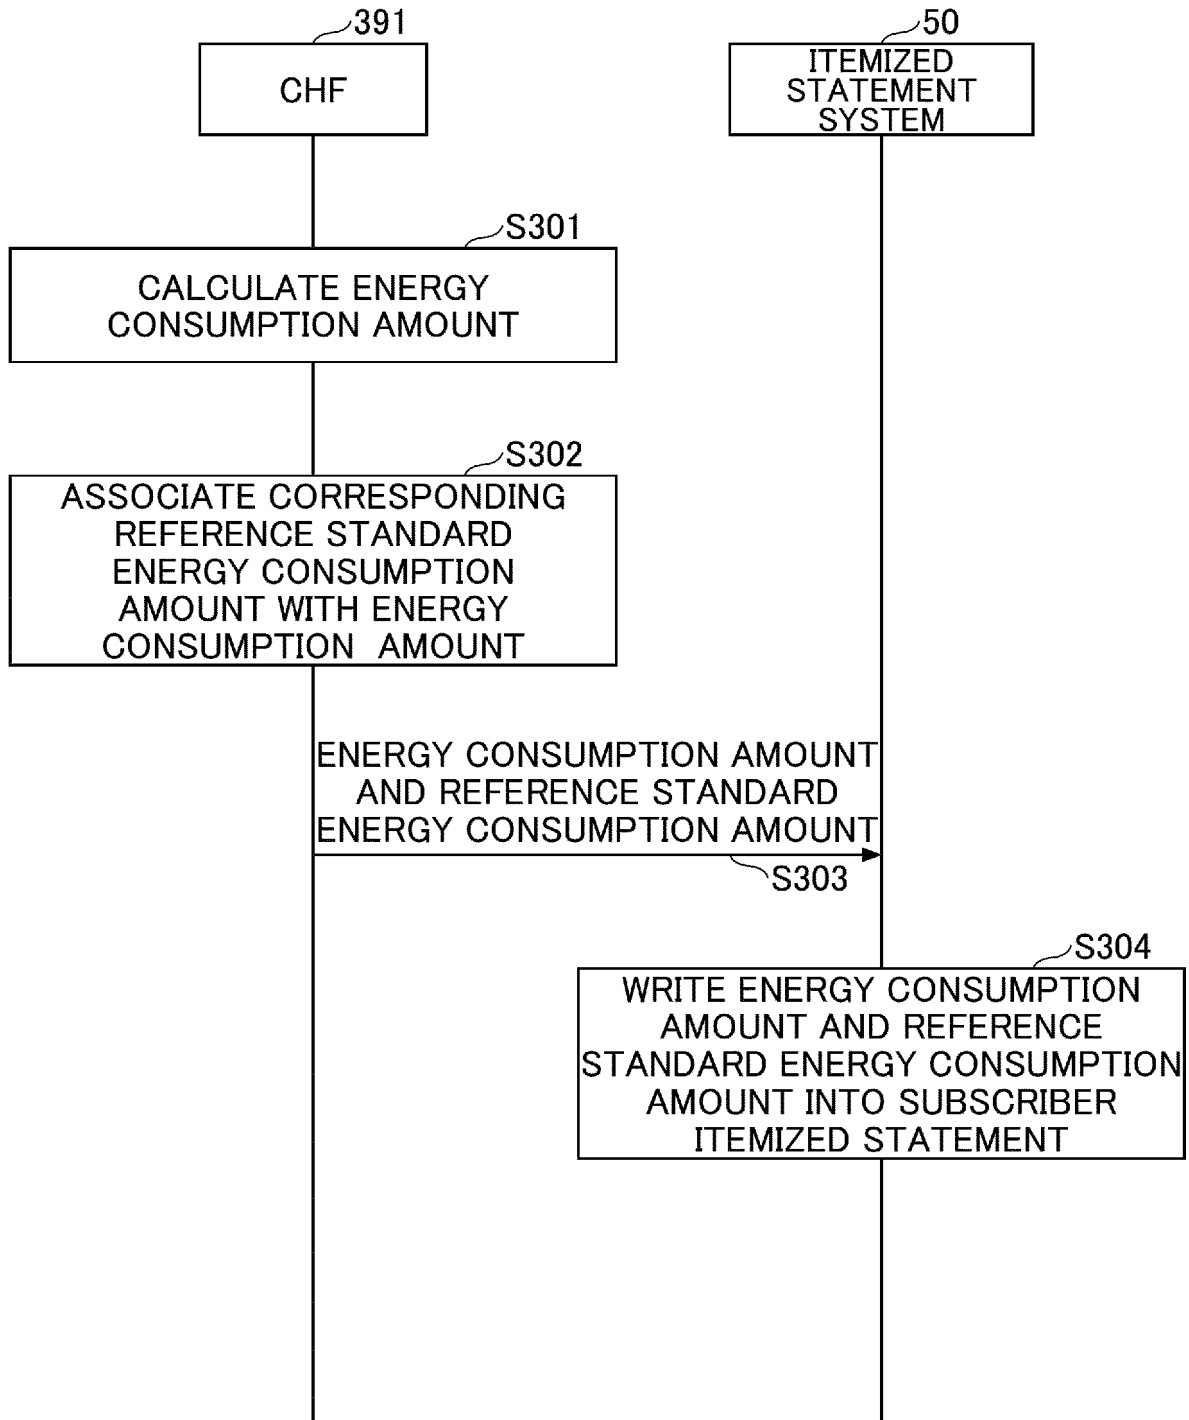 391
CHF
50
ITEMIZED
STATEMENT
SYSTEM
S301
CALCULATE ENERGY
CONSUMPTION AMOUNT
S302
ASSOCIATE CORRESPONDING
REFERENCE STANDARD
ENERGY CONSUMPTION
AMOUNT WITH ENERGY
CONSUMPTION AMOUNT
ENERGY CONSUMPTION AMOUNT
AND REFERENCE STANDARD
ENERGY CONSUMPTION AMOUNT
S303
S304
WRITE ENERGY CONSUMPTION
AMOUNT AND REFERENCE
STANDARD ENERGY CONSUMPTION
AMOUNT INTO SUBSCRIBER
ITEMIZED STATEMENT